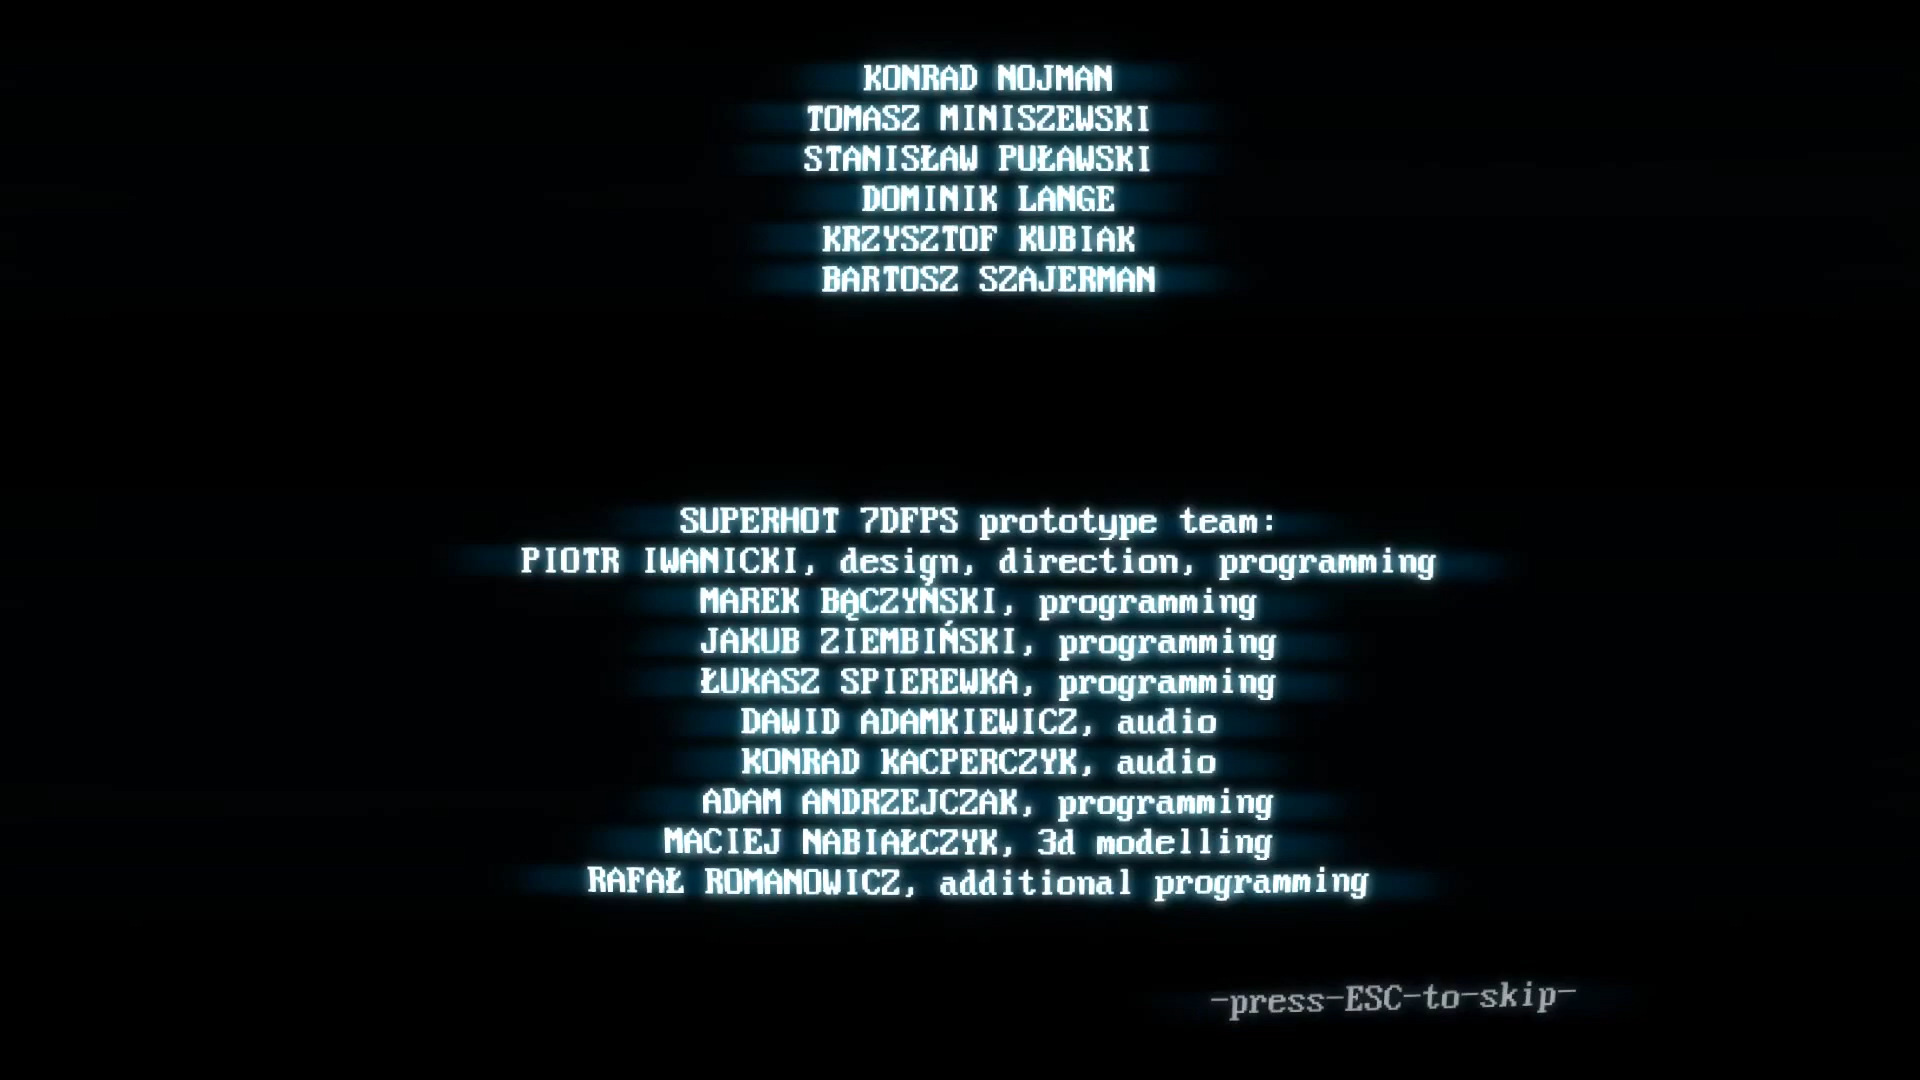 KONRAD NOJMAN
TOMASZ MINISZEWSKI
STANISŁAW PUŁAWSKI
DOMINIK LANGE
KRZYSZTOF KUBIAK
BARTOSZ SZAJERMAN
SUPERHOT 7DFPS prototype team:
PIOTR IWANICKI, design, direction, programming
MAREK BĄCZYŃSKI, programming
JAKUB ZIEMBIŃSKI, programming
ŁUKASZ SPIEREWKA, programming
DAWID ADAMKIEWICZ, audio
KONRAD KACPERCZYK, audio
ADAM ANDRZEJCZAK, programming
MACIEJ NABIAŁCZYK, 3d modelling
RAFAŁ ROMANOWICZ, additional programming
-press-ESC-to-skip-